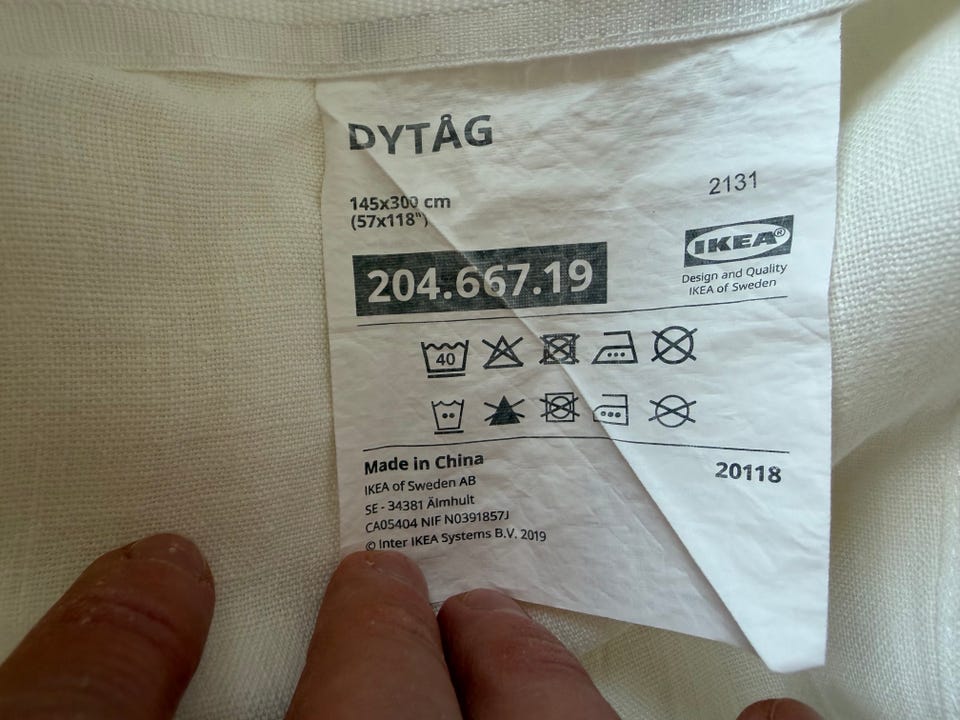 DYTÅG
2131
145x300 cm
(57x118")
IKEA®
204.667.19
Design and Quality
IKEA of Sweden
40
Made in China
20118
IKEA of Sweden AB
SE - 34381 Älmhult
CA05404 NIF N0391857J
© Inter IKEA Systems B.V. 2019